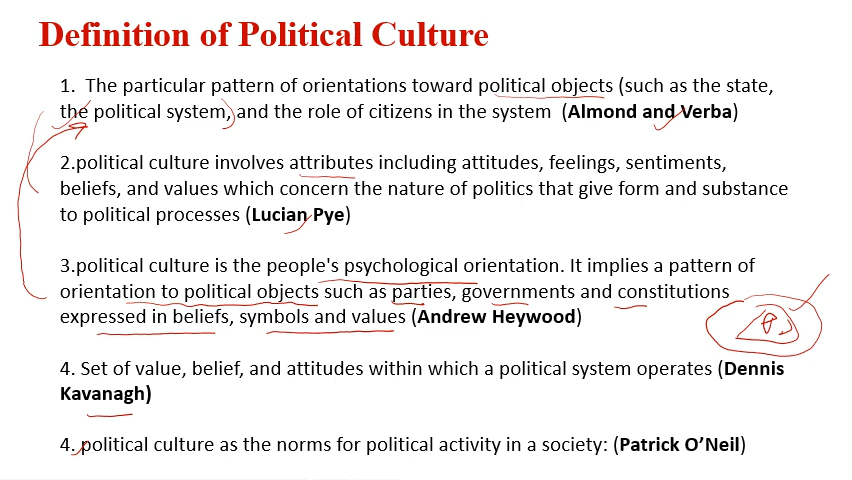 Definition of Political Culture
1. The particular pattern of orientations toward political objects (such as the state,
the political system, and the role of citizens in the system (Almond and Verba)
2.political culture involves attributes including attitudes, feelings, sentiments,
beliefs, and values which concern the nature of politics that give form and substance
to political processes (Lucian Pye)
3.political culture is the people's psychological orientation. It implies a pattern of
orientation to political objects such as parties, governments and constitutions
expressed in beliefs, symbols and values (Andrew Heywood)
4. Set of value, belief, and attitudes within which a political system operates (Dennis
Kavanagh)
4. political culture as the norms for political activity in a society: (Patrick O’Neil)